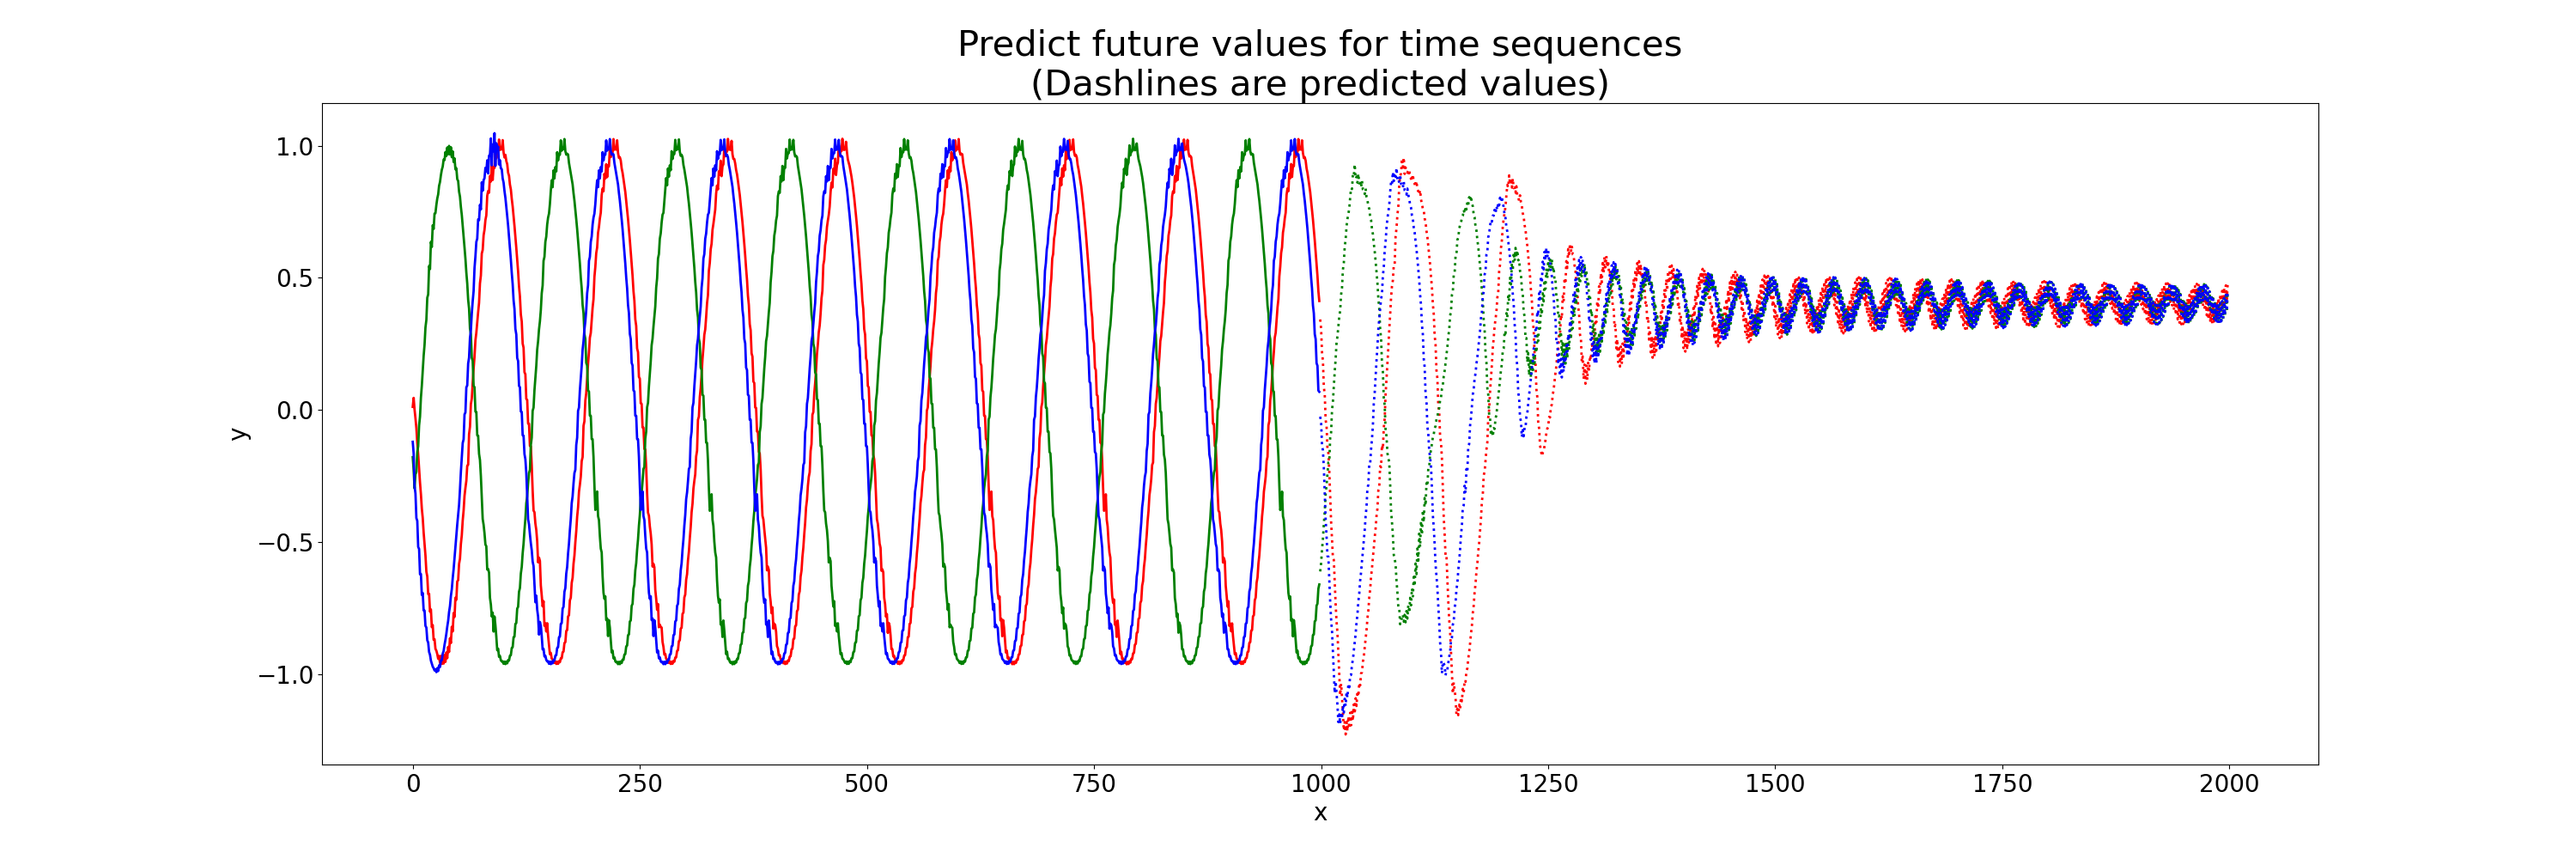 Predict future values for time sequences
(Dashlines are predicted values)
1.0
0.5
0.0
−0.5
−1.0
y
0 250 500 750 1000 1250 1500 1750 2000
x